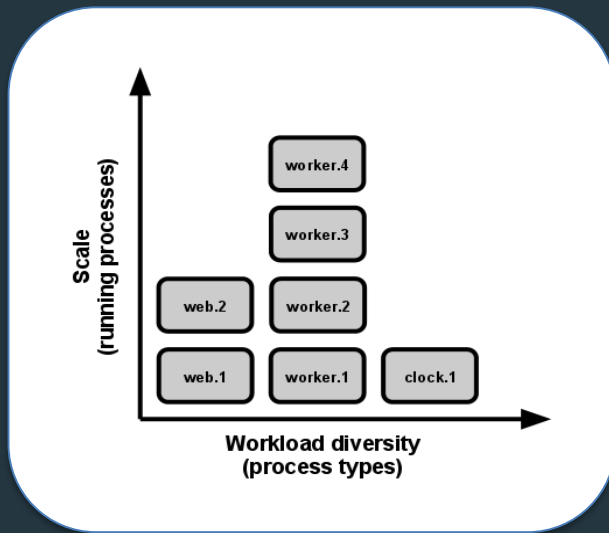 Scale
(running processes)
worker.4
worker.3
web.2
worker.2
web.1
worker.1
clock.1
Workload diversity
(process types)